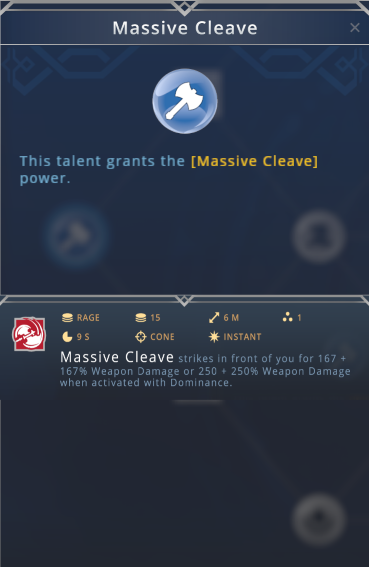 Massive Cleave
This talent grants the [Massive Cleave]
power.
RAGE 15 6 M 1
9 S CONE INSTANT
Massive Cleave strikes in front of you for 167 +
167% Weapon Damage or 250 + 250% Weapon Damage
when activated with Dominance.